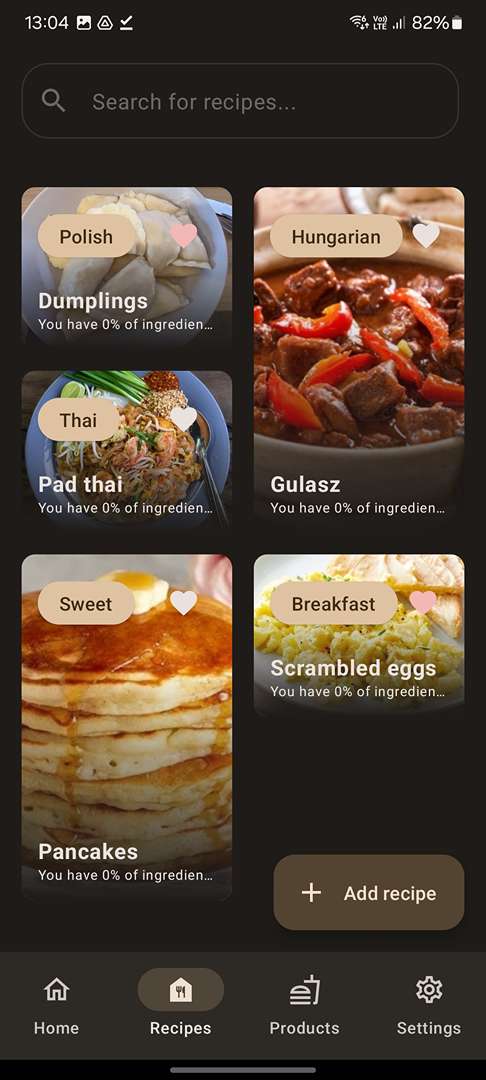 13:04
Vo) LTE
82%
Search for recipes...
Polish
Dumplings
You have 0% of ingredien...
Hungarian
Gulasz
You have 0% of ingredien...
Thai
Pad thai
You have 0% of ingredien...
Sweet
Pancakes
You have 0% of ingredien...
Breakfast
Scrambled eggs
You have 0% of ingredien...
Add recipe
Home
Recipes
Products
Settings